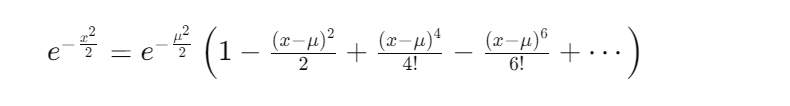 $e^{-\frac{x^2}{2}} = e^{-\frac{\mu^2}{2}} \left(1 - \frac{(x-\mu)^2}{2} + \frac{(x-\mu)^4}{4!} - \frac{(x-\mu)^6}{6!} + \cdots\right)$